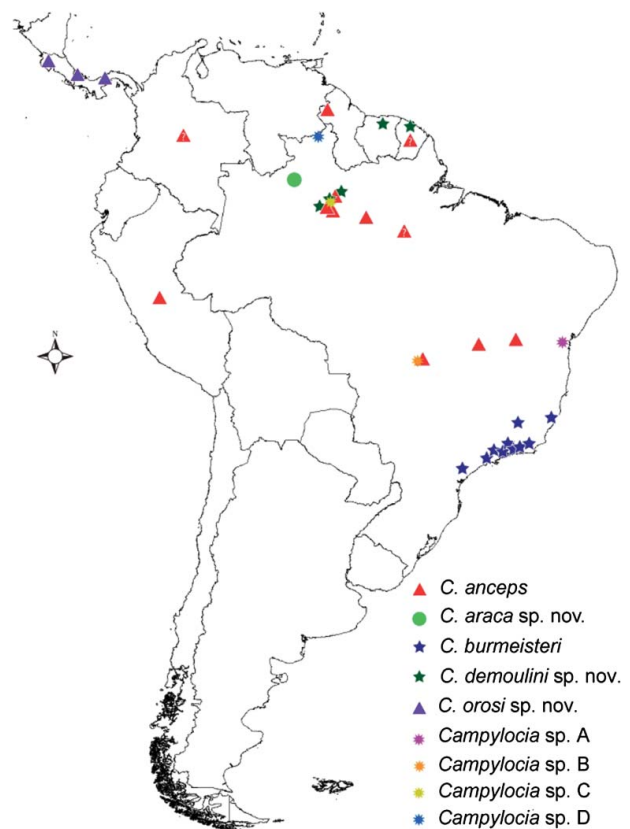 ?
?
?
N
C. anceps
C. araca sp. nov.
C. burmeisteri
C. demoulini sp. nov.
C. orosi sp. nov.
Campylocia sp. A
Campylocia sp. B
Campylocia sp. C
Campylocia sp. D